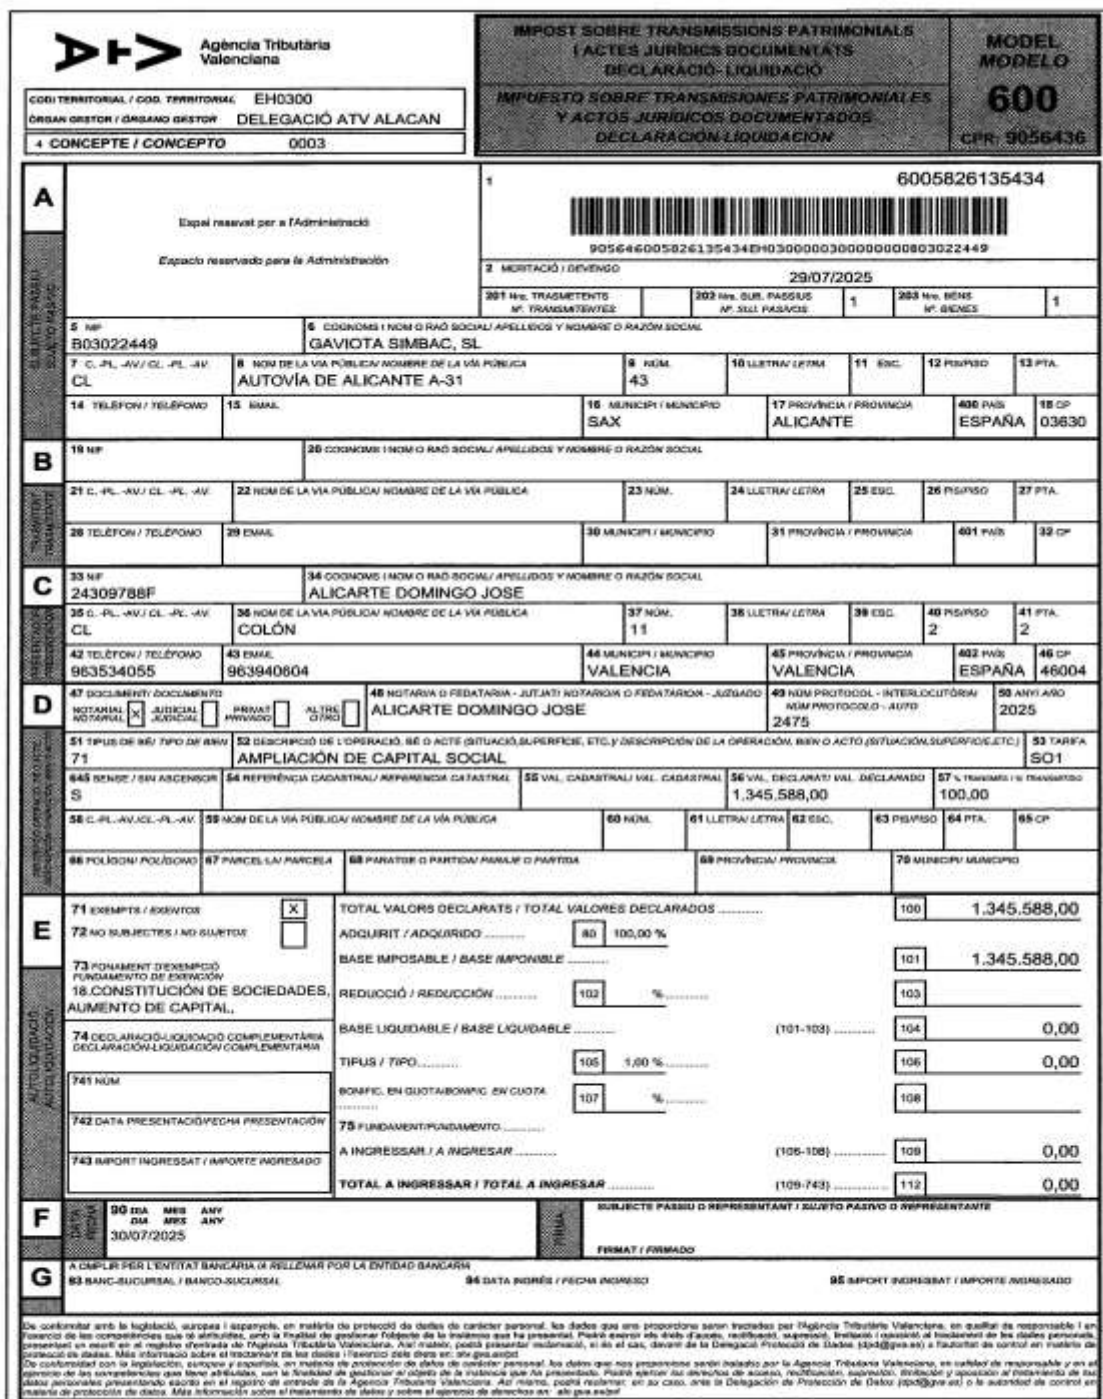 Agència Tributària
Valenciana
IMPOST SOBRE TRANSMISSIONS PATRIMONIALS
I ACTES JURÍDICS DOCUMENTATS
DECLARACIÓ-LIQUIDACIÓ
IMPUESTO SOBRE TRANSMISIONES PATRIMONIALES
Y ACTOS JURÍDICOS DOCUMENTADOS
DECLARACIÓN-LIQUIDACIÓN
MODEL
MODELO
600
CPR: 9056436
CODI TERRITORIAL / COD. TERRITORIAL EH0300
ÒRGAN GESTOR / ÓRGANO GESTOR DELEGACIÓ ATV ALACAN
4 CONCEPTE / CONCEPTO 0003
A
Espai reservat per a l'Administració
Espacio reservado para la Administración
1 6005826135434
2 MERITACIÓ / DEVENGO 29/07/2025
201 Nre. TRASMETENTS
Nº. TRANSMITENTES
202 Nre. SUB. PASSIUS
Nº. SUJ. PASIVOS 1
203 Nre. BÉNS
Nº. BIENES 1
5 NIF 6 COGNOMS I NOM O RAÓ SOCIAL/ APELLIDOS Y NOMBRE O RAZÓN SOCIAL
B03022449 GAVIOTA SIMBAC, SL
7 C. -PL. -AV./ CL. -PL. -AV. 8 NOM DE LA VIA PÚBLICA/ NOMBRE DE LA VÍA PÚBLICA 9 NÚM. 10 LLETRA/ LETRA 11 ESC. 12 PIS/PISO 13 PTA.
CL AUTOVÍA DE ALICANTE A-31 43
14 TELÈFON / TELÉFONO 15 EMAIL 16 MUNICIPI / MUNICIPIO 17 PROVÍNCIA / PROVINCIA 400 PAÍS 18 CP
SAX ALICANTE ESPAÑA 03630
B
19 NIF 20 COGNOMS I NOM O RAÓ SOCIAL/ APELLIDOS Y NOMBRE O RAZÓN SOCIAL
21 C. -PL. -AV./ CL. -PL. -AV. 22 NOM DE LA VIA PÚBLICA/ NOMBRE DE LA VÍA PÚBLICA 23 NÚM. 24 LLETRA/ LETRA 25 ESC. 26 PIS/PISO 27 PTA.
28 TELÈFON / TELÉFONO 29 EMAIL 30 MUNICIPI / MUNICIPIO 31 PROVÍNCIA / PROVINCIA 401 PAÍS 32 CP
C
33 NIF 34 COGNOMS I NOM O RAÓ SOCIAL/ APELLIDOS Y NOMBRE O RAZÓN SOCIAL
24309788F ALICARTE DOMINGO JOSE
35 C. -PL. -AV./ CL. -PL. -AV. 36 NOM DE LA VIA PÚBLICA/ NOMBRE DE LA VÍA PÚBLICA 37 NÚM. 38 LLETRA/ LETRA 39 ESC. 40 PIS/PISO 41 PTA.
CL COLÓN 11 2 2
42 TELÈFON / TELÉFONO 43 EMAIL 44 MUNICIPI / MUNICIPIO 45 PROVÍNCIA / PROVINCIA 402 PAÍS 46 CP
963534055 963940604 VALENCIA VALENCIA ESPAÑA 46004
D
47 DOCUMENT/ DOCUMENTO 48 NOTARI/A O FEDATARI/A - JUTJAT/ NOTARIO/A O FEDATARIO/A - JUZGADO 49 NÚM PROTOCOL - INTERLOCUTÒRIA/ 50 ANY/ AÑO
NÚM PROTOCOLO - AUTO
NOTARIAL X JUDICIAL PRIVAT ALTRE
NOTARIAL JUDICIAL PRIVADO OTRO
ALICARTE DOMINGO JOSE 2475 2025
51 TIPUS DE BÉ/ TIPO DE BIEN 52 DESCRIPCIÓ DE L'OPERACIÓ, BÉ O ACTE (SITUACIÓ,SUPERFÍCIE, ETC.)/ DESCRIPCIÓN DE LA OPERACIÓN, BIEN O ACTO (SITUACIÓN,SUPERFICIE,ETC.) 53 TARIFA
71 AMPLIACIÓN DE CAPITAL SOCIAL SO1
645 SENSE / SIN ASCENSOR 54 REFERÈNCIA CADASTRAL/ REFERENCIA CATASTRAL 55 VAL. CADASTRAL/ VAL. CADASTRAL 56 VAL. DECLARAT/ VAL. DECLARADO 57 % TRANSMÉS / % TRANSMITIDO
S 1.345.588,00 100,00
58 C.-PL.-AV./CL.-PL.-AV. 59 NOM DE LA VIA PÚBLICA/ NOMBRE DE LA VÍA PÚBLICA 60 NÚM. 61 LLETRA/ LETRA 62 ESC. 63 PIS/PISO 64 PTA. 65 CP
66 POLÍGON/ POLÍGONO 67 PARCEL·LA/ PARCELA 68 PARATGE O PARTIDA/ PARAJE O PARTIDA 69 PROVÍNCIA/ PROVINCIA 70 MUNICIPI/ MUNICIPIO
E
71 EXEMPTS / EXENTOS X
72 NO SUBJECTES / NO SUJETOS
73 FONAMENT D'EXEMPCIÓ
FUNDAMENTO DE EXENCIÓN
18.CONSTITUCIÓN DE SOCIEDADES,
AUMENTO DE CAPITAL,
74 DECLARACIÓ-LIQUIDACIÓ COMPLEMENTÀRIA
DECLARACIÓN-LIQUIDACIÓN COMPLEMENTARIA
741 NÚM
742 DATA PRESENTACIÓ/FECHA PRESENTACIÓN
743 IMPORT INGRESSAT / IMPORTE INGRESADO
TOTAL VALORS DECLARATS / TOTAL VALORES DECLARADOS ............ 100 1.345.588,00
ADQUIRIT / ADQUIRIDO ........... 80 100,00 %
BASE IMPOSABLE / BASE IMPONIBLE ........... 101 1.345.588,00
REDUCCIÓ / REDUCCIÓN ........... 102 % ........... 103
BASE LIQUIDABLE / BASE LIQUIDABLE ........... (101-103) ........... 104 0,00
TIPUS / TIPO........... 105 1,00 % ........... 106 0,00
BONIFIC. EN QUOTA/BONIFIC. EN CUOTA
........... 107 % ........... 108
75 FUNDAMENT/FUNDAMENTO ...........
A INGRESSAR / A INGRESAR ........... (106-108) ........... 109 0,00
TOTAL A INGRESSAR / TOTAL A INGRESAR ........... (109-743) ........... 112 0,00
F
DATA
FECHA
90 DIA MES ANY
DIA MES ANY
30/07/2025
FIRMA
SUBJECTE PASSIU O REPRESENTANT / SUJETO PASIVO O REPRESENTANTE
FIRMAT / FIRMADO
G
A OMPLIR PER L'ENTITAT BANCÀRIA /A RELLENAR POR LA ENTIDAD BANCARIA
93 BANC-SUCURSAL / BANCO-SUCURSAL 94 DATA INGRÉS / FECHA INGRESO 95 IMPORT INGRESSAT / IMPORTE INGRESADO